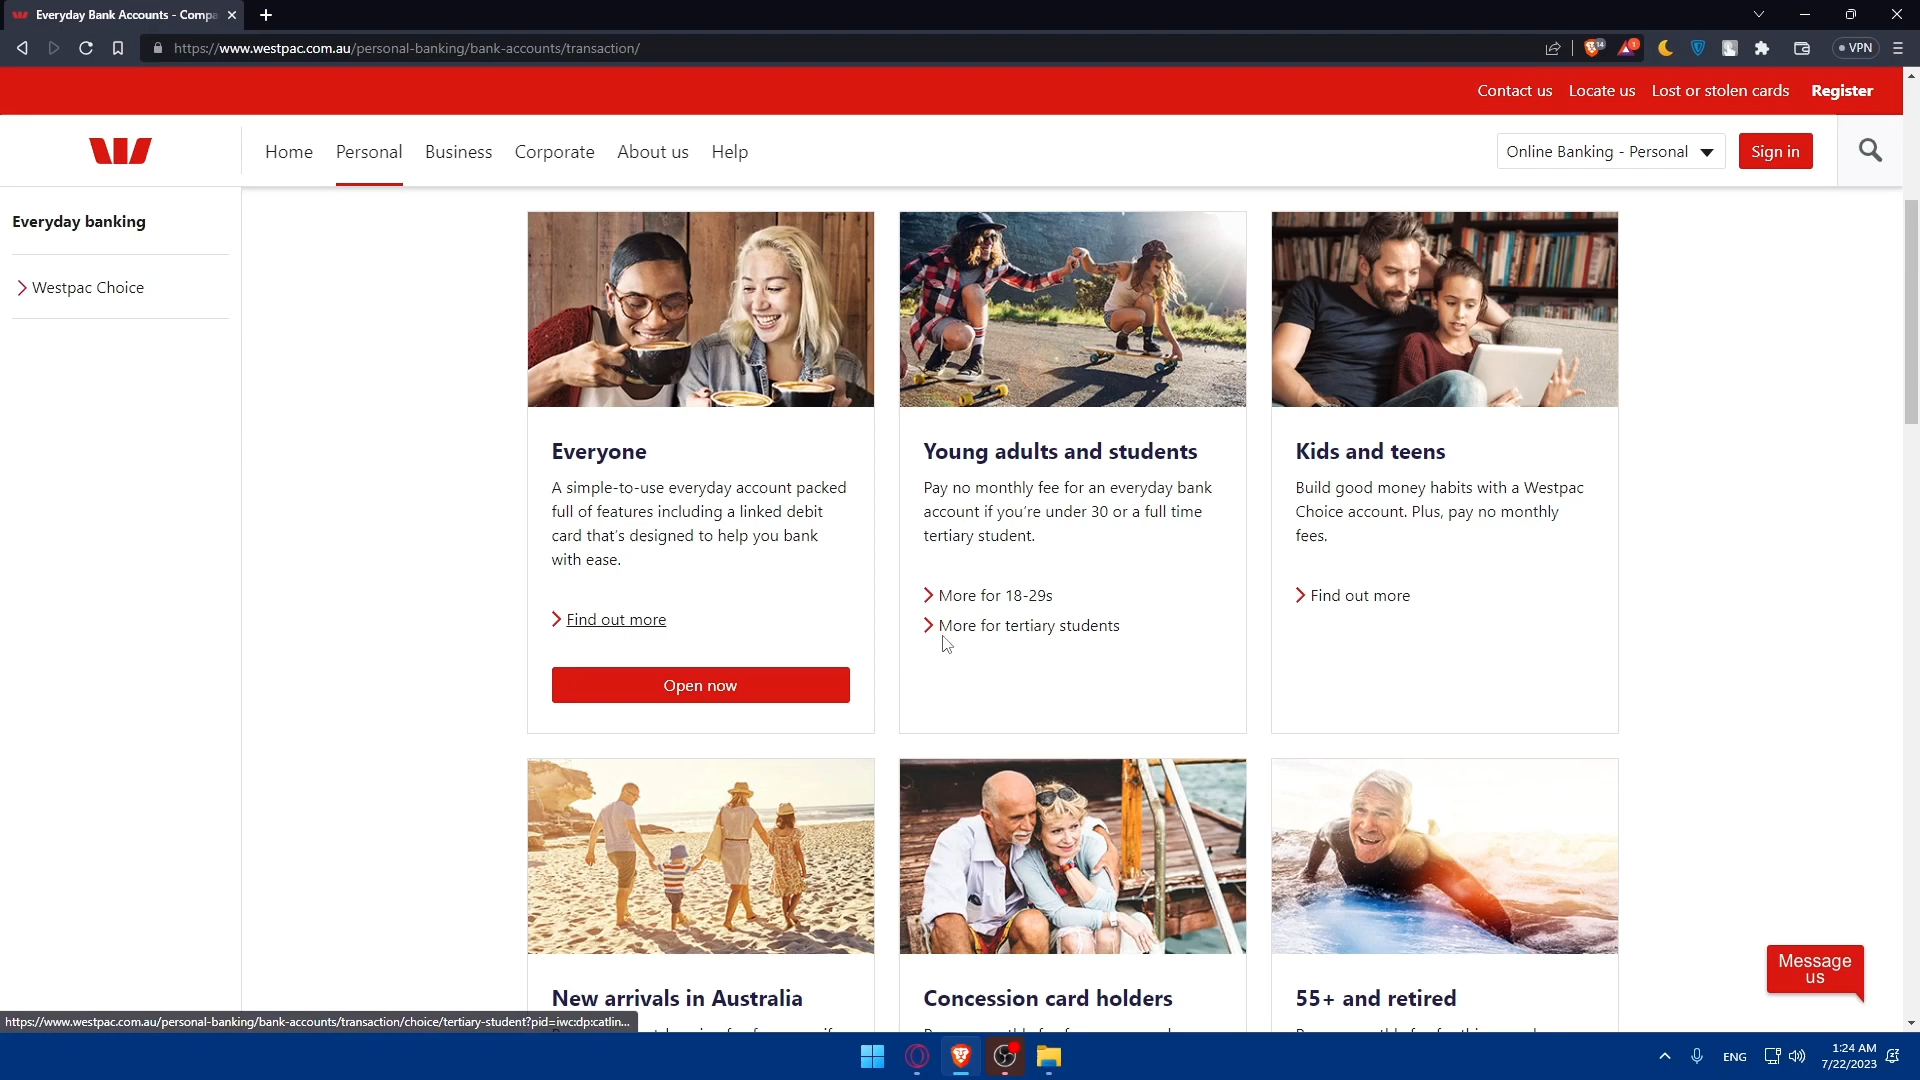 Everyday Bank Accounts - Compa
https://www.westpac.com.au/personal-banking/bank-accounts/transaction/
14
1
VPN
Contact us Locate us Lost or stolen cards Register
Home Personal Business Corporate About us Help
Online Banking - Personal
Sign in
Everyday banking
Westpac Choice
Everyone
A simple-to-use everyday account packed
full of features including a linked debit
card that's designed to help you bank
with ease.
Find out more
Open now
Young adults and students
Pay no monthly fee for an everyday bank
account if you're under 30 or a full time
tertiary student.
More for 18-29s
More for tertiary students
Kids and teens
Build good money habits with a Westpac
Choice account. Plus, pay no monthly
fees.
Find out more
New arrivals in Australia
Concession card holders
55+ and retired
Message
us
https://www.westpac.com.au/personal-banking/bank-accounts/transaction/choice/tertiary-student?pid=iwc:dp:catlin...
ENG
1:24 AM
7/22/2023